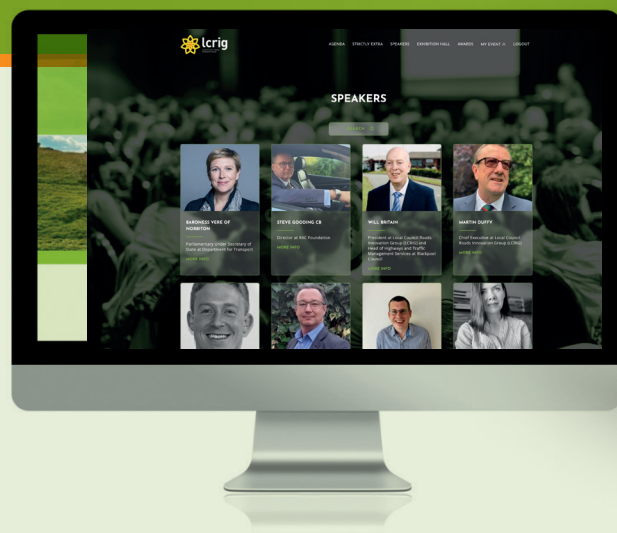 lcrig
AGENDA STRICTLY EXTRA SPEAKERS EXHIBITION HALL AWARDS MY EVENT LOGOUT
SPEAKERS
SEARCH
BARONESS VERE OF
NORBITON
Parliamentary Under Secretary of
State at Department for Transport
MORE INFO
STEVE GOODING CB
Director at RAC Foundation
MORE INFO
WILL BRITAIN
President at Local Council Roads
Innovation Group (LCRIG) and
Head of Highways and Traffic
Management Services at Blackpool
Council
MORE INFO
MARTIN DUFFY
Chief Executive at Local Council
Roads Innovation Group (LCRIG)
MORE INFO